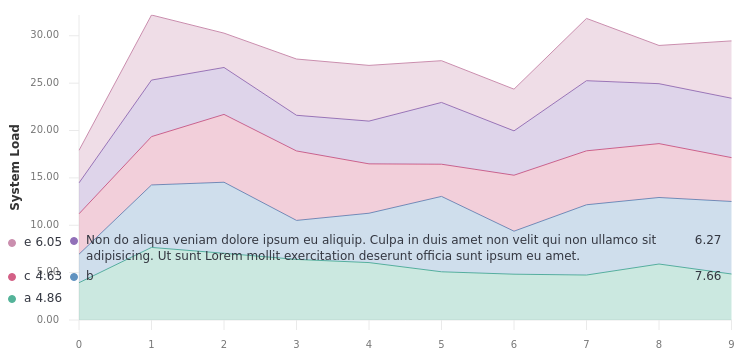 30.00
25.00
20.00
15.00
10.00
5.00
0.00
System Load
e 6.05
Non do aliqua veniam dolore ipsum eu aliquip. Culpa in duis amet non velit qui non ullamco sit
adipisicing. Ut sunt Lorem mollit exercitation deserunt officia sunt ipsum eu amet.
6.27
c 4.63
b
7.66
a 4.86
0 1 2 3 4 5 6 7 8 9